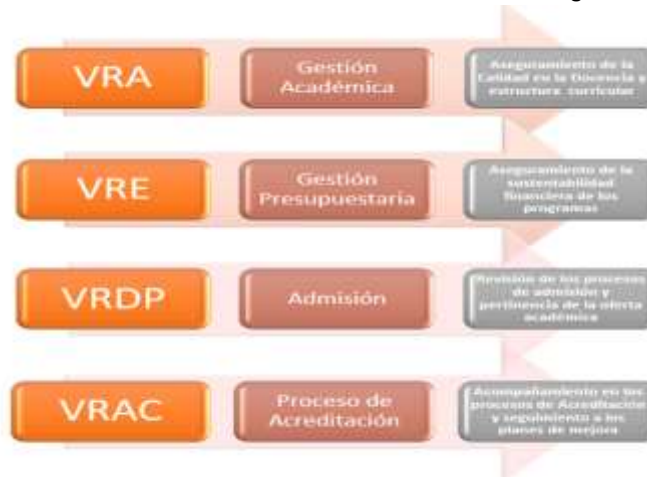 VRA
Gestión
Académica
Aseguramiento de la
Calidad en la Docencia y
estructura curricular
VRE
Gestión
Presupuestaria
Aseguramiento de la
sustentabilidad
financiera de los
programas
VRDP
Admisión
Revisión de los procesos
de admisión y
pertinencia de la oferta
académica
VRAC
Proceso de
Acreditación
Acompañamiento en los
procesos de Acreditación
y seguimiento a los
planes de mejora